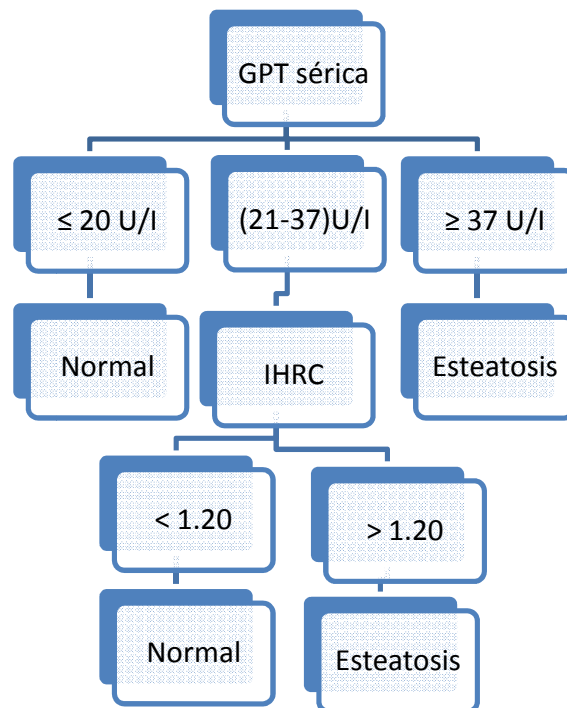 GPT sérica
≤ 20 U/I
(21-37)U/I
≥ 37 U/I
Normal
IHRC
Esteatosis
< 1.20
> 1.20
Normal
Esteatosis